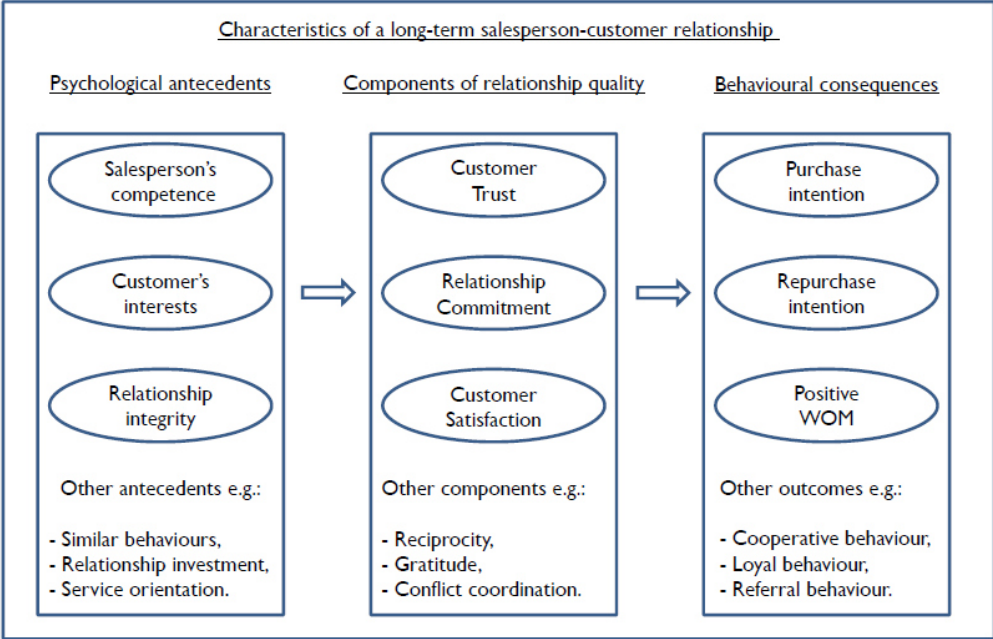 Characteristics of a long-term salesperson-customer relationship
Psychological antecedents
Components of relationship quality
Behavioural consequences
Salesperson's
competence
Customer's
interests
Relationship
integrity
Other antecedents e.g.:
- Similar behaviours,
- Relationship investment,
- Service orientation.
Customer
Trust
Relationship
Commitment
Customer
Satisfaction
Other components e.g.:
- Reciprocity,
- Gratitude,
- Conflict coordination.
Purchase
intention
Repurchase
intention
Positive
WOM
Other outcomes e.g.:
- Cooperative behaviour,
- Loyal behaviour,
- Referral behaviour.